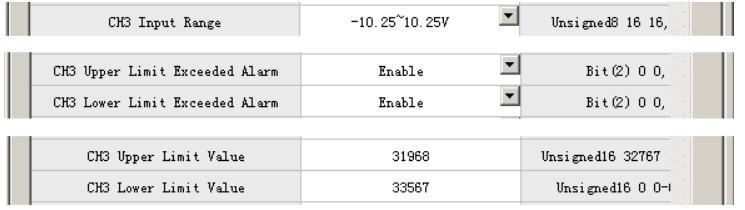 CH3 Input Range -10.25~10.25V Unsigned8 16 16,
CH3 Upper Limit Exceeded Alarm Enable Bit(2) 0 0,
CH3 Lower Limit Exceeded Alarm Enable Bit(2) 0 0,
CH3 Upper Limit Value 31968 Unsigned16 32767
CH3 Lower Limit Value 33567 Unsigned16 0 0-